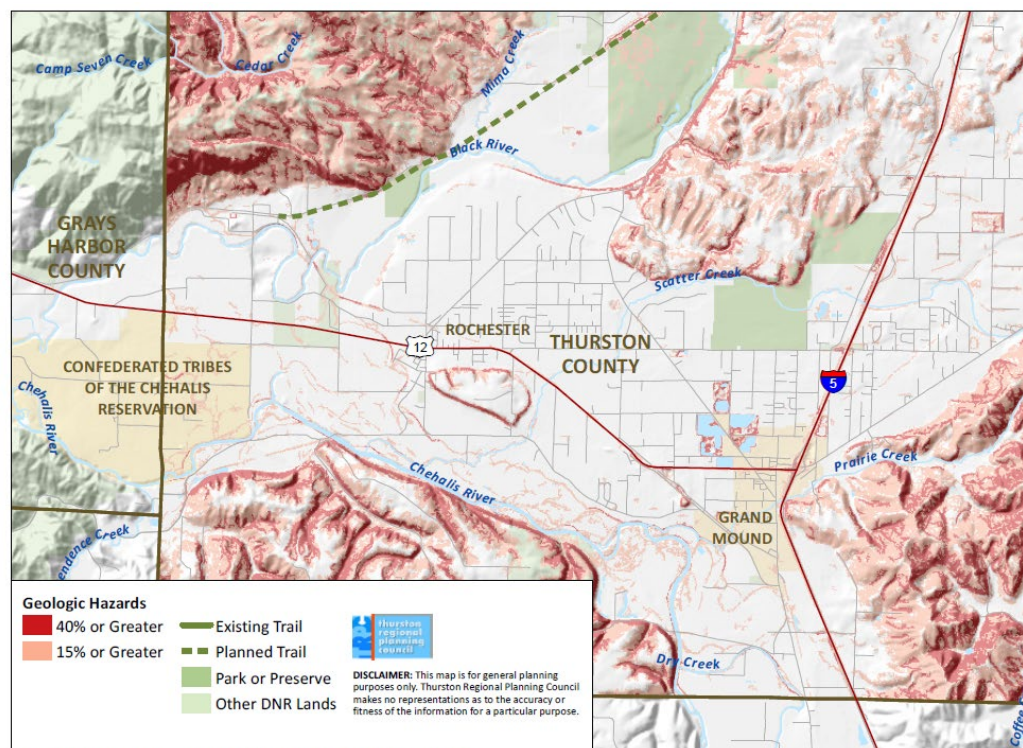 Camp Seven Creek
Cedar Creek
Mima Creek
Black River
GRAYS
HARBOR
COUNTY
Scatter Creek
ROCHESTER
12
THURSTON
COUNTY
CONFEDERATED TRIBES
OF THE CHEHALIS
RESERVATION
5
Chehalis River
Chehalis River
Prairie Creek
GRAND
MOUND
endence Creek
Dry Creek
Coffee
Geologic Hazards
40% or Greater
15% or Greater
Existing Trail
Planned Trail
Park or Preserve
Other DNR Lands
thurston
regional
planning
council
DISCLAIMER: This map is for general planning
purposes only. Thurston Regional Planning Council
makes no representations as to the accuracy or
fitness of the information for a particular purpose.